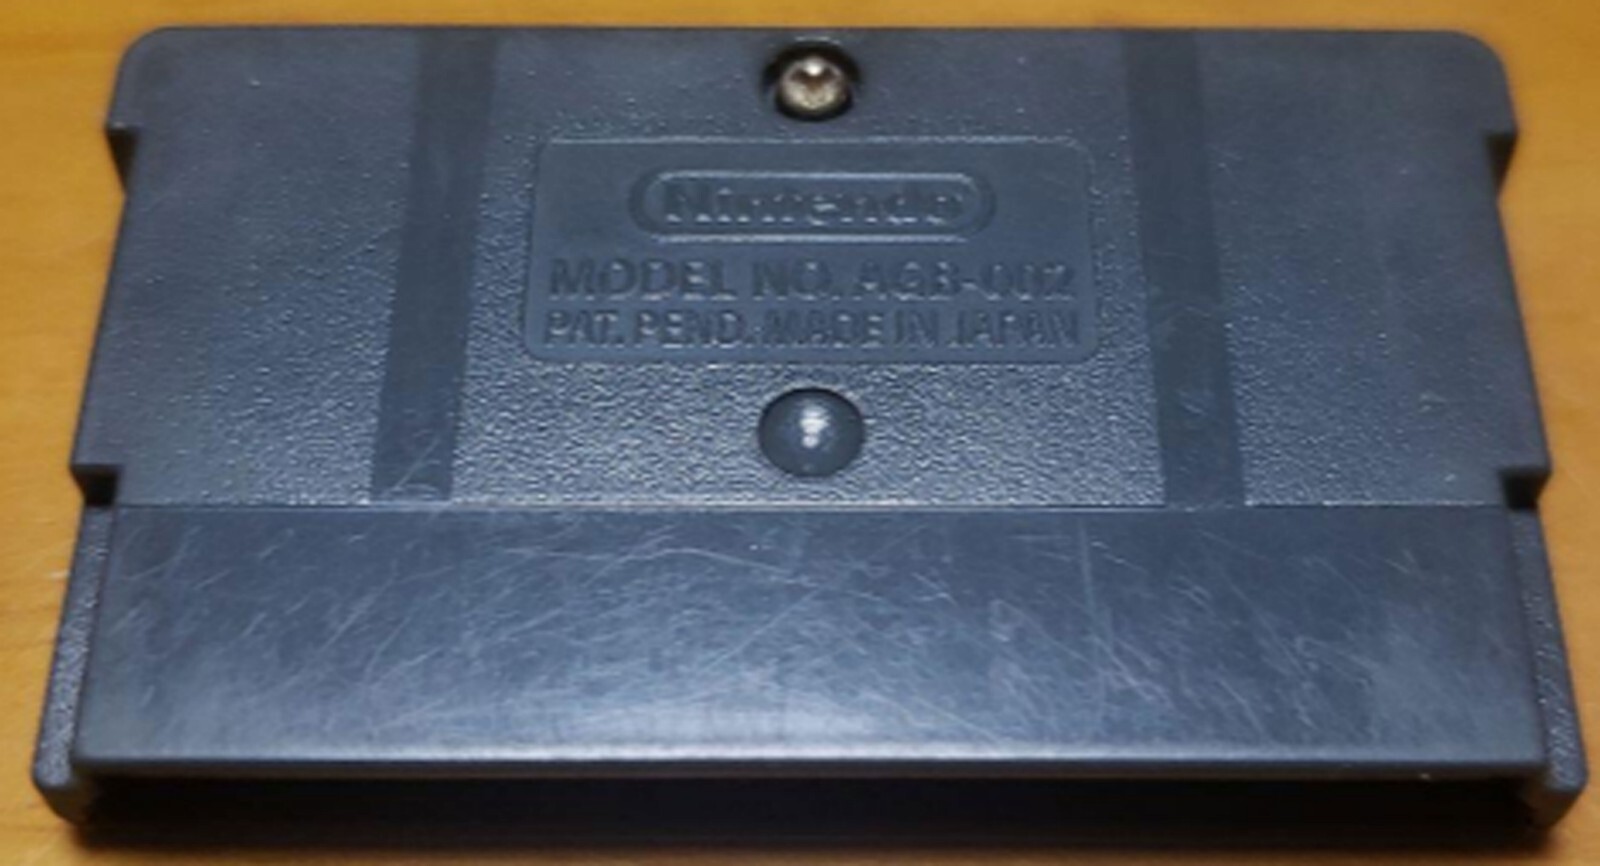 Nintendo
MODEL NO. AGB-002
PAT. PEND. MADE IN JAPAN